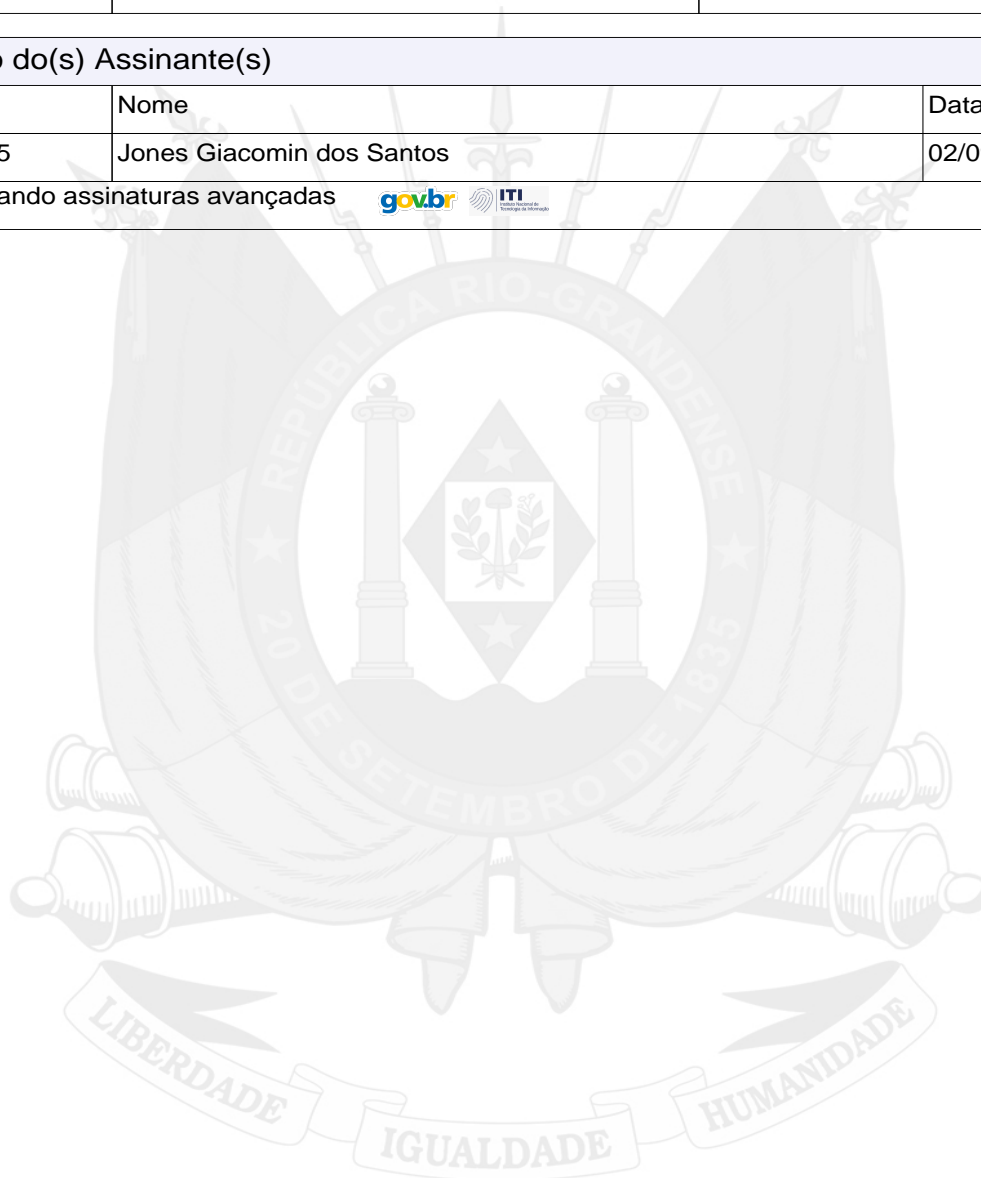 do(s) Assinante(s)
Nome
Data
5
Jones Giacomin dos Santos
02/0
ando assinaturas avançadas
gov.br
ITI
REPÚBLICA RIO-GRANDENSE
20 DE SETEMBRO DE 1835
LIBERDADE
IGUALDADE
HUMANIDADE